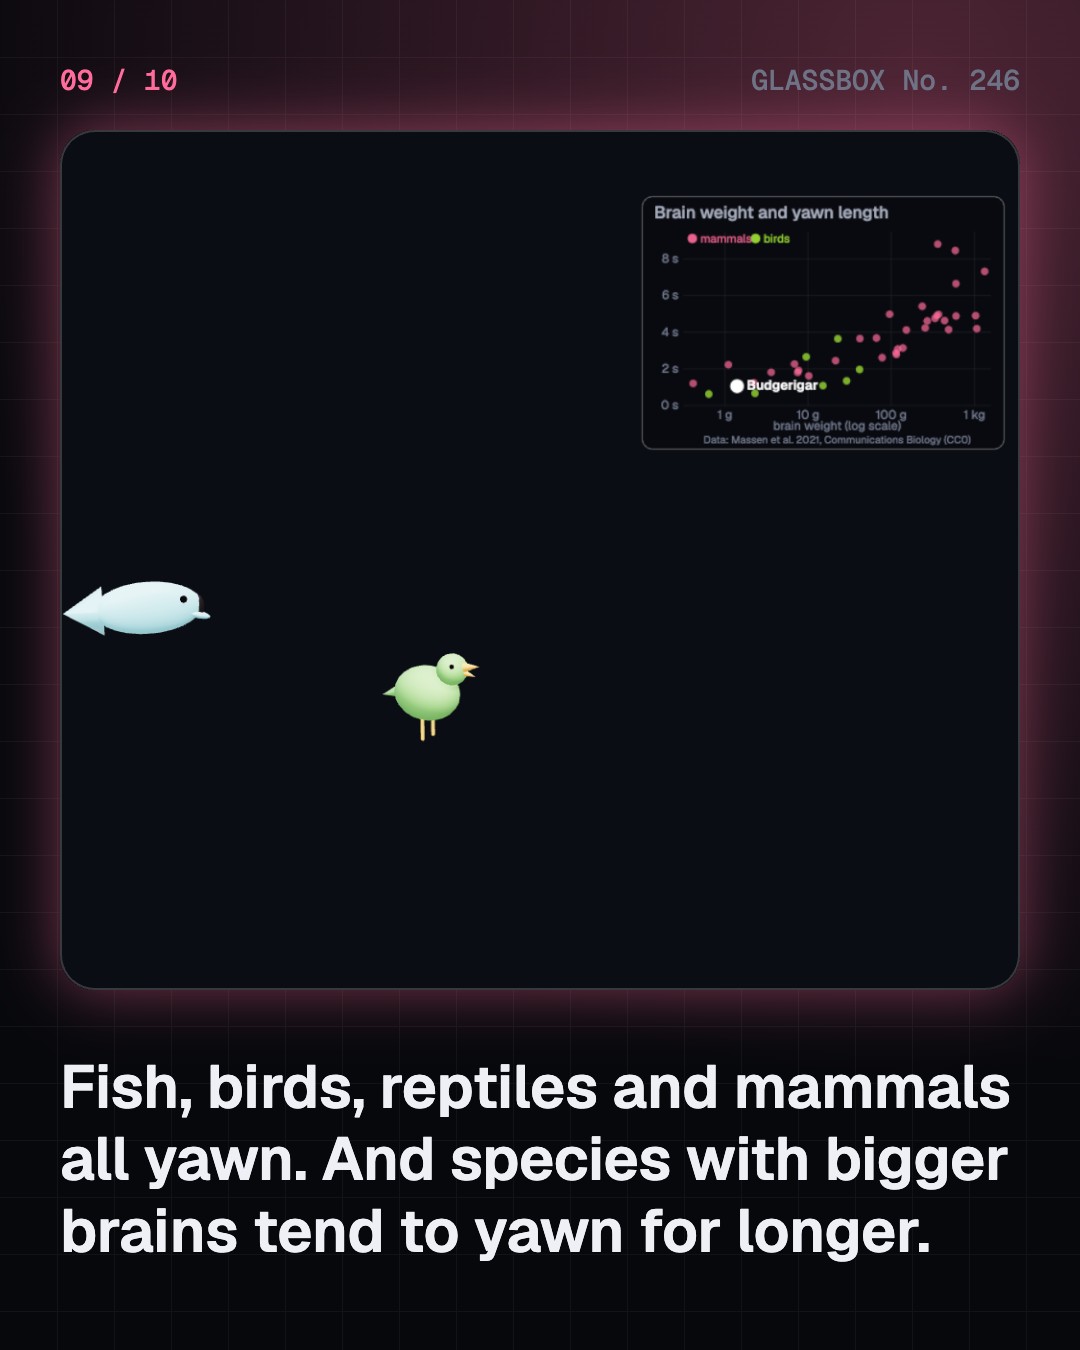 09 / 10
GLASSBOX No. 246
Brain weight and yawn length
mammals birds
8 s
6 s
4 s
2 s
0 s
Budgerigar
1 g 10 g 100 g 1 kg
brain weight (log scale)
Data: Massen et al. 2021, Communications Biology (CC0)
Fish, birds, reptiles and mammals
all yawn. And species with bigger
brains tend to yawn for longer.